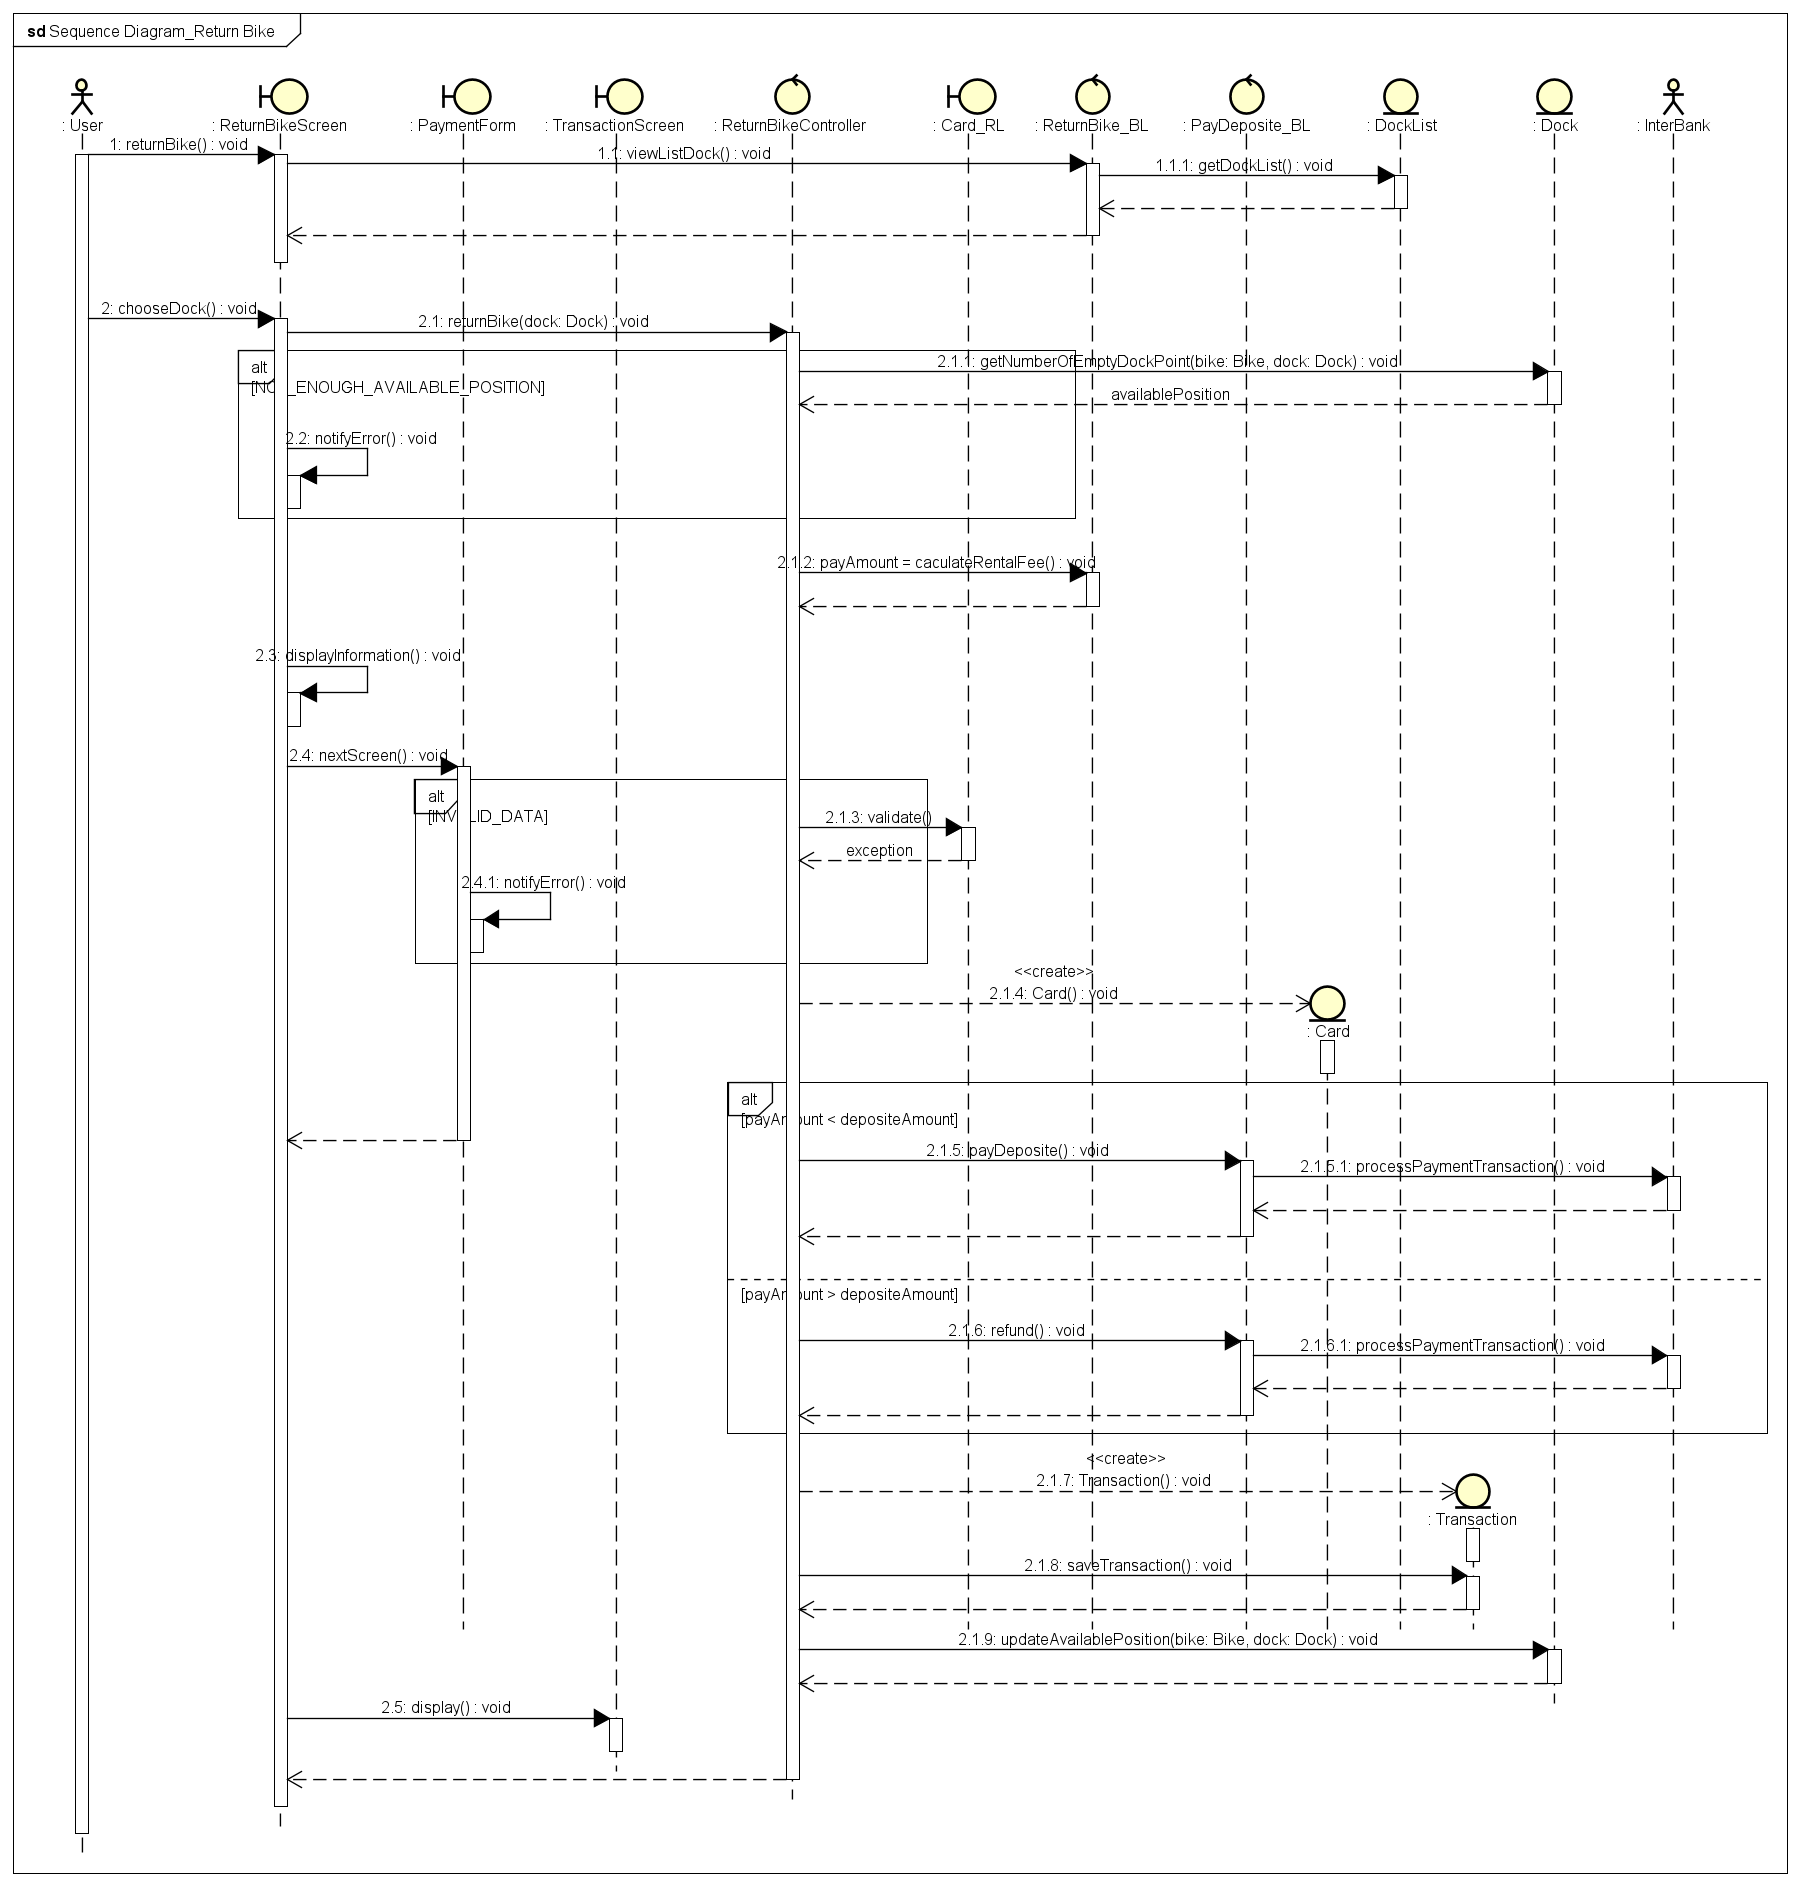 sd Sequence Diagram_Return Bike
: User
: ReturnBikeScreen
: PaymentForm
: TransactionScreen
: ReturnBikeController
: Card_RL
: ReturnBike_BL
: PayDeposite_BL
: DockList
: Dock
: InterBank
1: returnBike() : void
1.1: viewListDock() : void
1.1.1: getDockList() : void
2: chooseDock() : void
2.1: returnBike(dock: Dock) : void
alt
2.1.1: getNumberOfEmptyDockPoint(bike: Bike, dock: Dock) : void
[NOT_ENOUGH_AVAILABLE_POSITION]
availablePosition
2.2: notifyError() : void
2.1.2: payAmount = caculateRentalFee() : void
2.3: displayInformation() : void
2.4: nextScreen() : void
alt
[INVALID_DATA]
2.1.3: validate()
exception
2.4.1: notifyError() : void
<<create>>
2.1.4: Card() : void
: Card
alt
[payAmount < depositeAmount]
2.1.5: payDeposite() : void
2.1.5.1: processPaymentTransaction() : void
[payAmount > depositeAmount]
2.1.6: refund() : void
2.1.6.1: processPaymentTransaction() : void
<<create>>
2.1.7: Transaction() : void
: Transaction
2.1.8: saveTransaction() : void
2.1.9: updateAvailablePosition(bike: Bike, dock: Dock) : void
2.5: display() : void